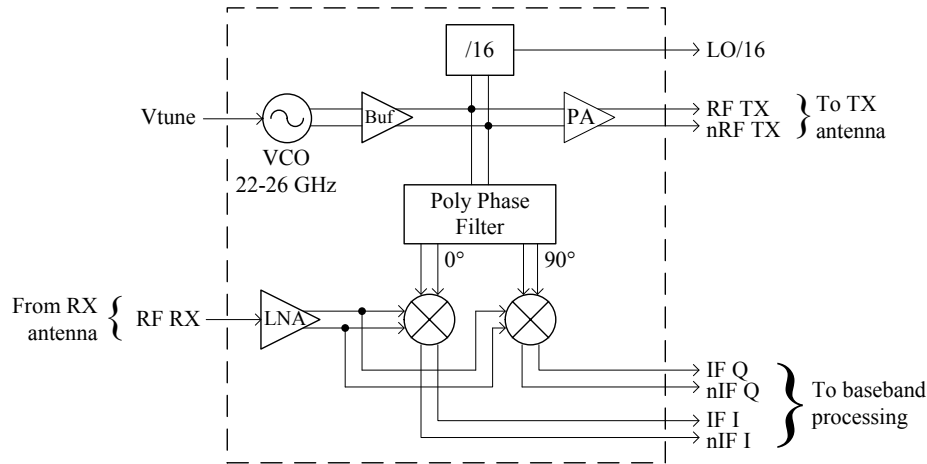 /16
LO/16
Vtune
Buf
PA
RF TX
nRF TX
To TX
antenna
VCO
22-26 GHz
Poly Phase
Filter
0°
90°
From RX
antenna
RF RX
LNA
IF Q
nIF Q
IF I
nIF I
To baseband
processing